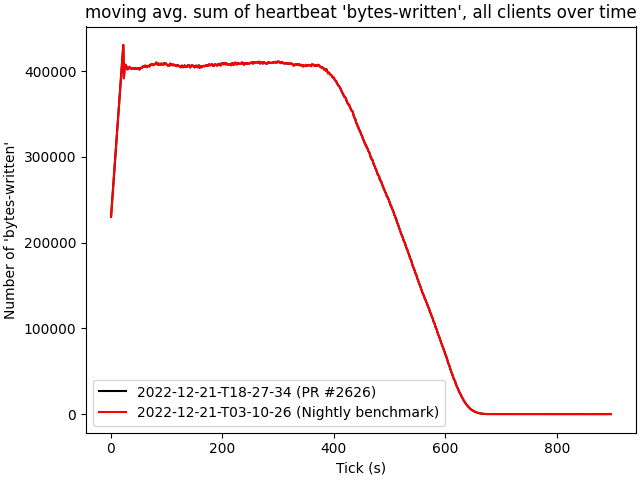 moving avg. sum of heartbeat 'bytes-written', all clients over time
Number of 'bytes-written'
400000
300000
200000
100000
0
2022-12-21-T18-27-34 (PR #2626)
2022-12-21-T03-10-26 (Nightly benchmark)
0
200
400
600
800
Tick (s)